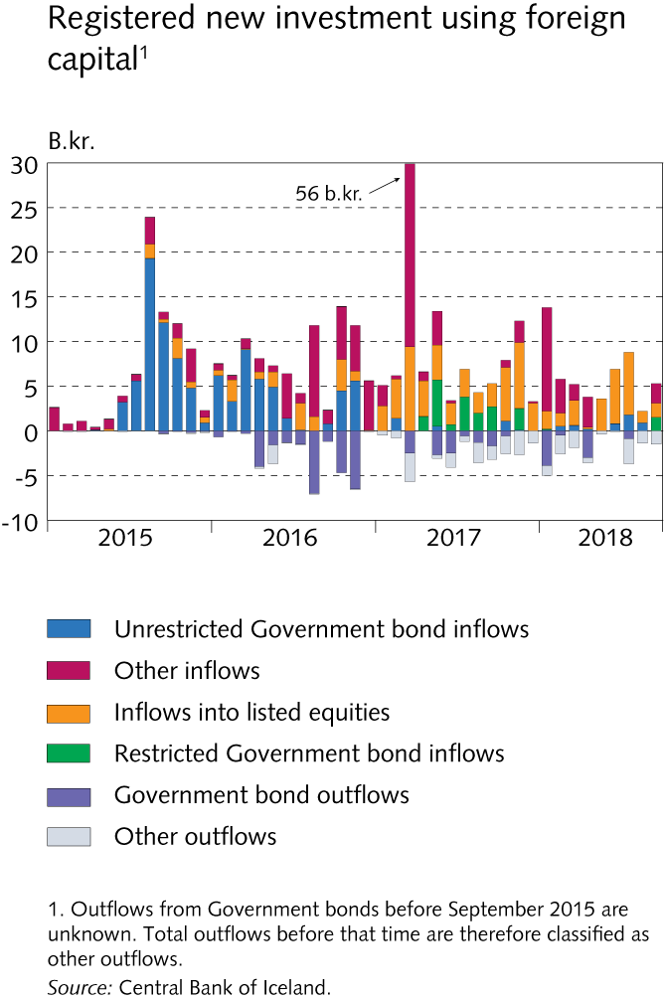 Registered new investment using foreign
capital¹
B.kr.
30
25
20
15
10
5
0
-5
-10
56 b.kr.
2015 2016 2017 2018
Unrestricted Government bond inflows
Other inflows
Inflows into listed equities
Restricted Government bond inflows
Government bond outflows
Other outflows
1. Outflows from Government bonds before September 2015 are
unknown. Total outflows before that time are therefore classified as
other outflows.
Source: Central Bank of Iceland.